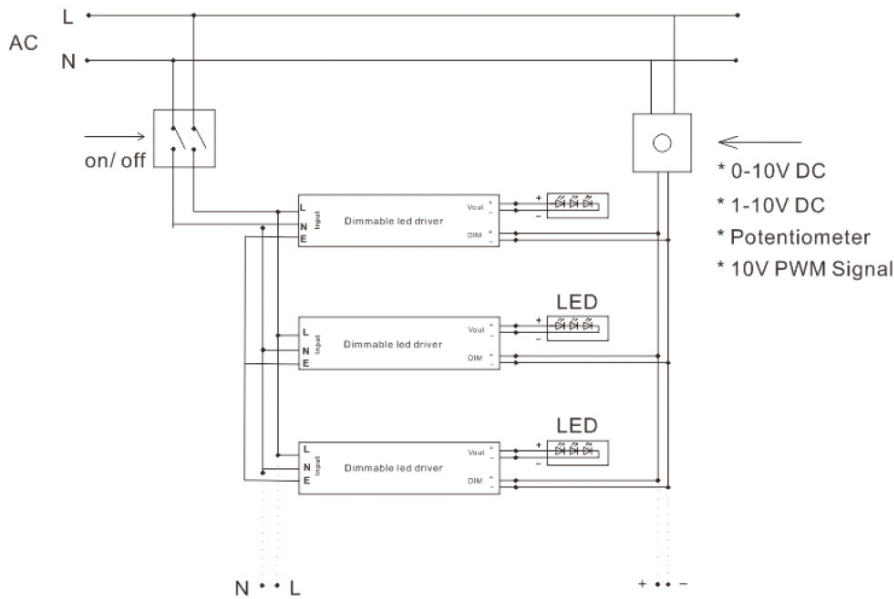 L
AC
N
on/ off
* 0-10V DC
* 1-10V DC
* Potentiometer
* 10V PWM Signal
L
N
E
Input
Dimmable led driver
Vout + -
DIM + -
+
-
LED
L
N
E
Input
Dimmable led driver
Vout + -
DIM + -
+
-
LED
L
N
E
Input
Dimmable led driver
Vout + -
DIM + -
+
-
N L
+ -